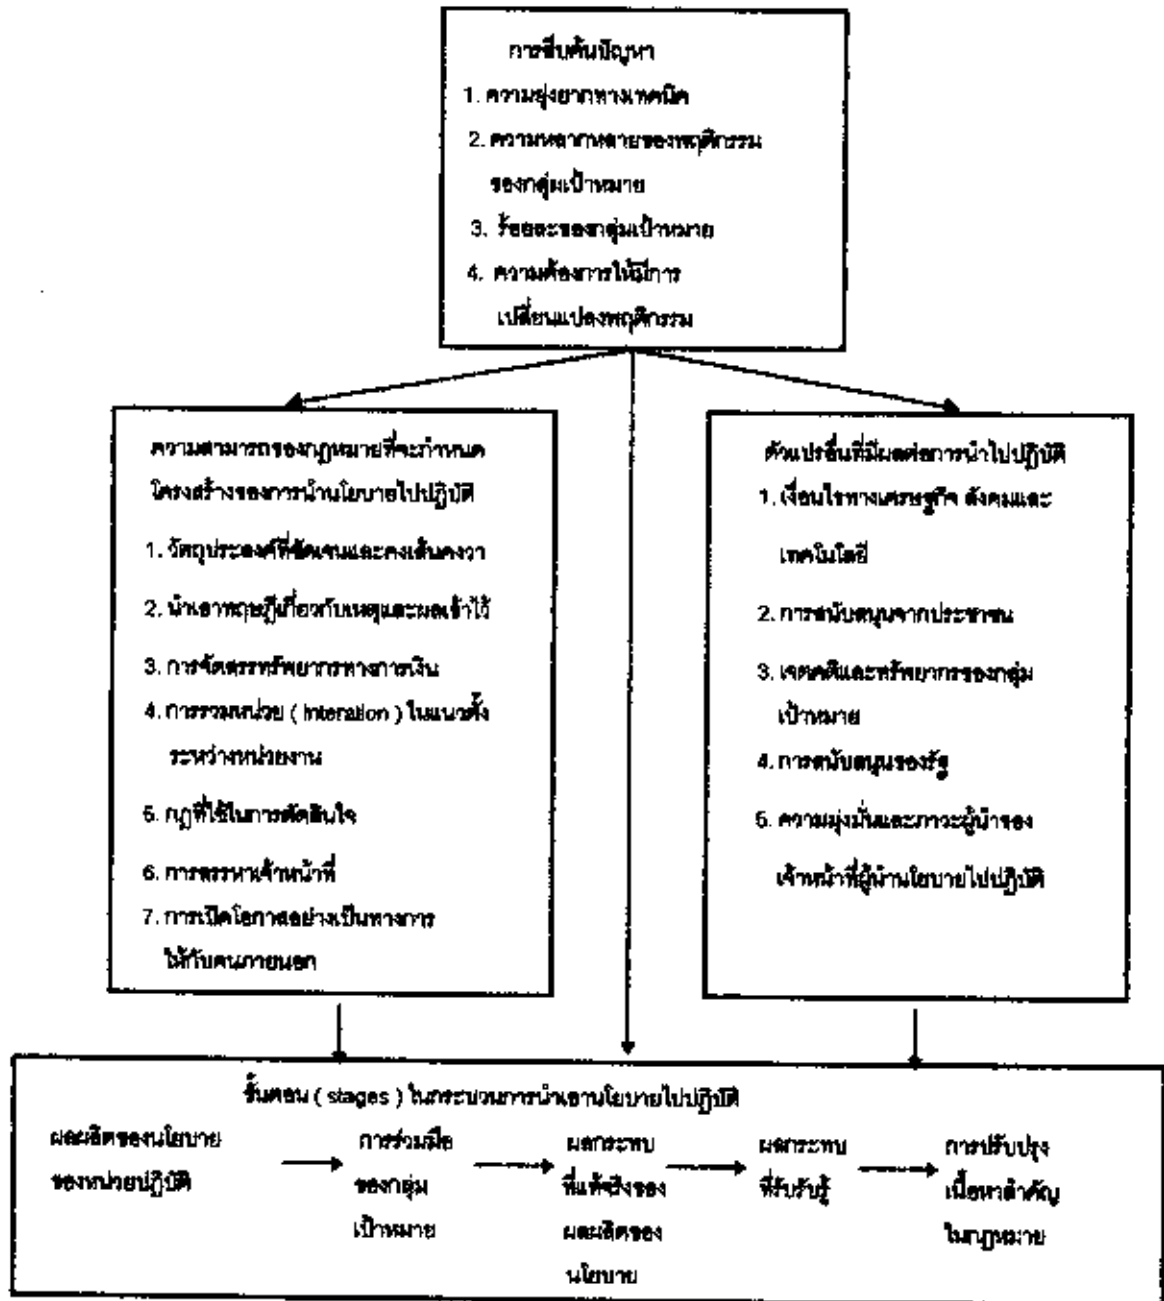 การสืบค้นปัญหา
1. ความยุ่งยากทางเทคนิค
2. ความหลากหลายของพฤติกรรม
ของกลุ่มเป้าหมาย
3. ร้อยละของกลุ่มเป้าหมาย
4. ความต้องการให้มีการ
เปลี่ยนแปลงพฤติกรรม
ความสามารถของกฎหมายที่จะกำหนด
โครงสร้างของการนำนโยบายไปปฏิบัติ
1. วัตถุประสงค์ที่ชัดเจนและคงเส้นคงวา
2. นำเอาทฤษฎีเกี่ยวกับเหตุและผลเข้าไว้
3. การจัดสรรทรัพยากรทางการเงิน
4. การรวมหน่วย ( Interation ) ในแนวตั้ง
ระหว่างหน่วยงาน
5. กฎที่ใช้ในการตัดสินใจ
6. การสรรหาเจ้าหน้าที่
7. การเปิดโอกาสอย่างเป็นทางการ
ให้กับคนภายนอก
ตัวแปรอื่นที่มีผลต่อการนำไปปฏิบัติ
1. เงื่อนไขทางเศรษฐกิจ สังคมและ
เทคโนโลยี
2. การสนับสนุนจากประชาชน
3. เจตคติและทรัพยากรของกลุ่ม
เป้าหมาย
4. การสนับสนุนของรัฐ
5. ความมุ่งมั่นและภาวะผู้นำของ
เจ้าหน้าที่ผู้นำนโยบายไปปฏิบัติ
ขั้นตอน ( stages ) ในกระบวนการนำเอานโยบายไปปฏิบัติ
ผลผลิตของนโยบาย
ของหน่วยปฏิบัติ
การร่วมมือ
ของกลุ่ม
เป้าหมาย
ผลกระทบ
ที่แท้จริงของ
ผลผลิตของ
นโยบาย
ผลกระทบ
ที่รับรับรู้
การปรับปรุง
เนื้อหาสำคัญ
ในกฎหมาย